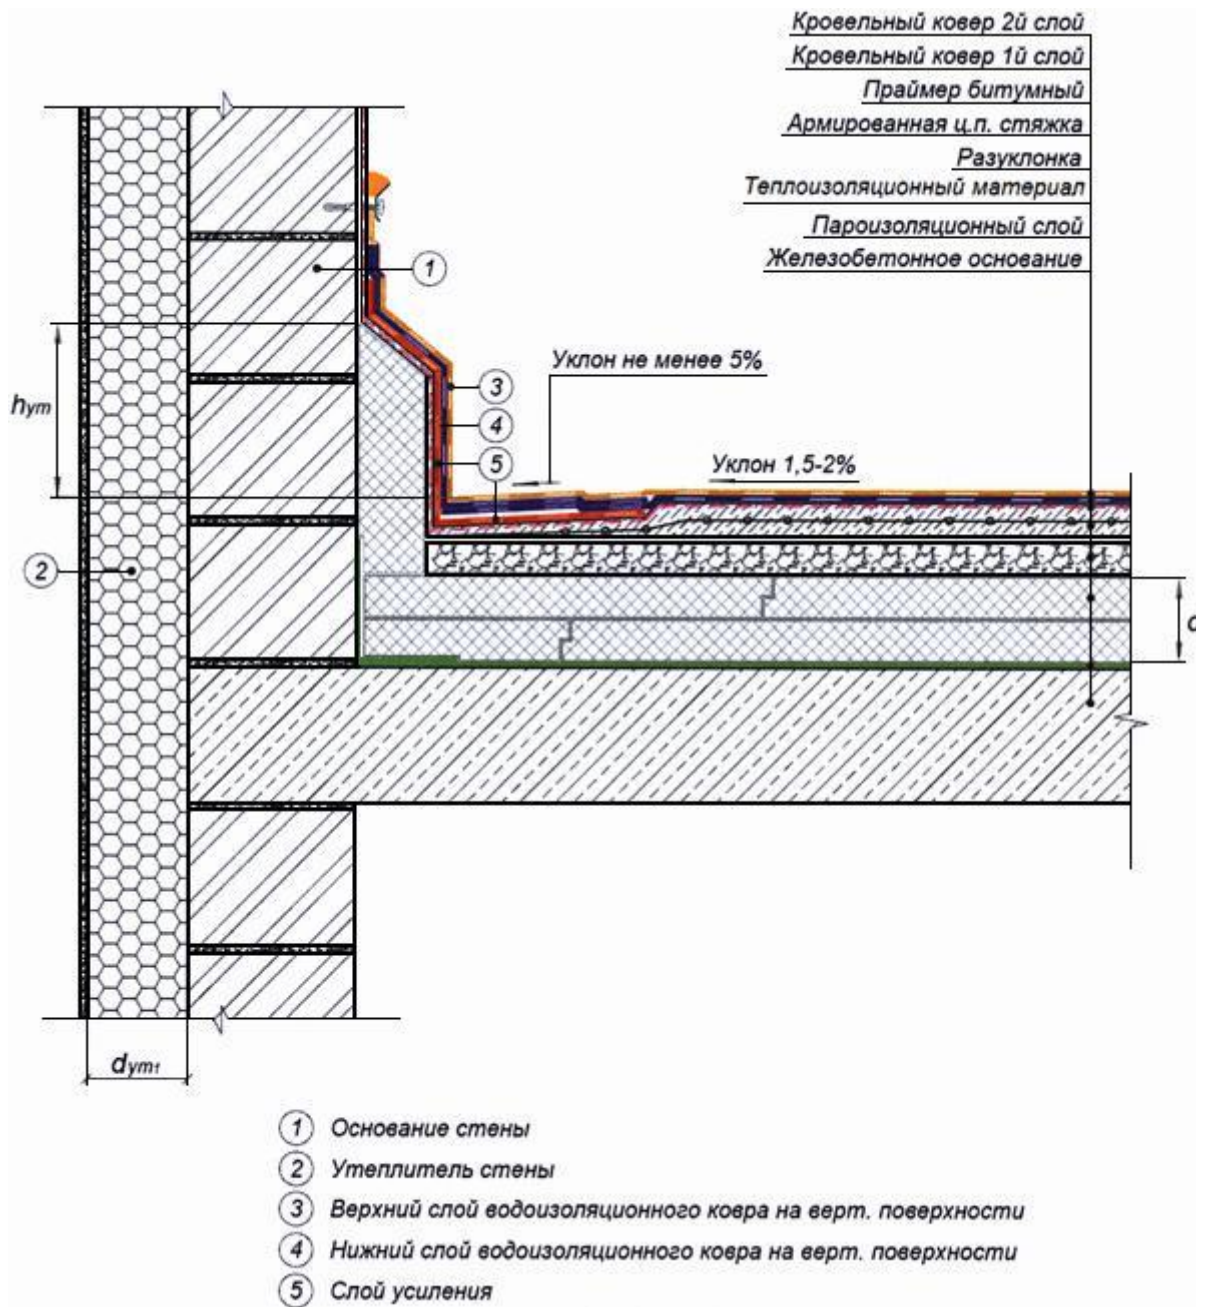 Кровельный ковер 2й слой
Кровельный ковер 1й слой
Праймер битумный
Армированная ц.п. стяжка
Разуклонка
Теплоизоляционный материал
Пароизоляционный слой
Железобетонное основание
1
Уклон не менее 5%
3
hут
4
Уклон 1,5-2%
5
2
dут1
1 Основание стены
2 Утеплитель стены
3 Верхний слой водоизоляционного ковра на верт. поверхности
4 Нижний слой водоизоляционного ковра на верт. поверхности
5 Слой усиления